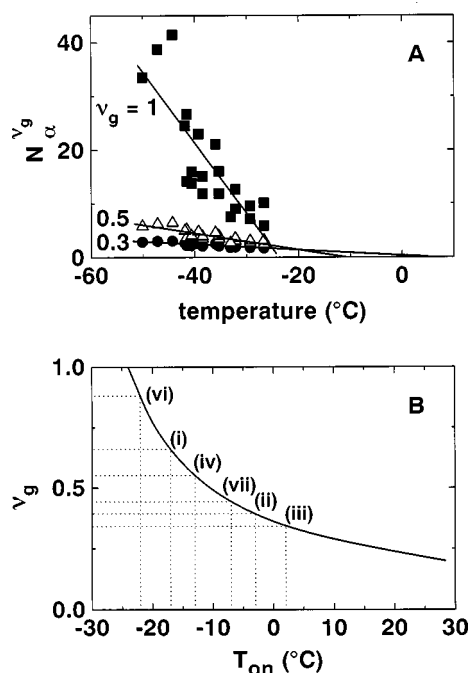 A
40
20
0
N_α^{ν_g}
ν_g = 1
0.5
0.3
-60 -40 -20 0
temperature (°C)
B
1.0
0.5
0.0
ν_g
(vi)
(i)
(iv)
(vii)
(ii)
(iii)
-30 -20 -10 0 10 20 30
T_on (°C)